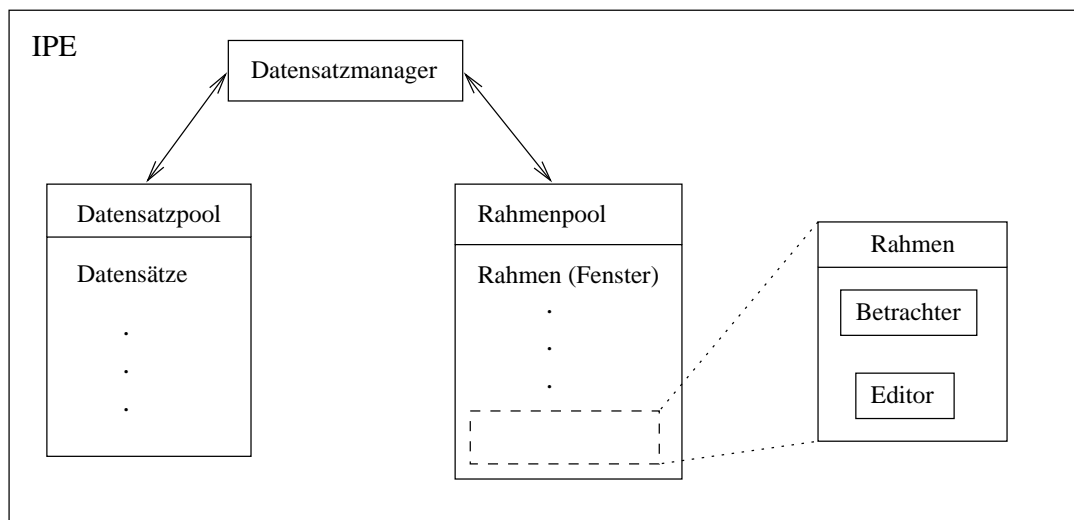 IPE
Datensatzmanager
Datensatzpool
Datensätze
Rahmenpool
Rahmen (Fenster)
Rahmen
Betrachter
Editor